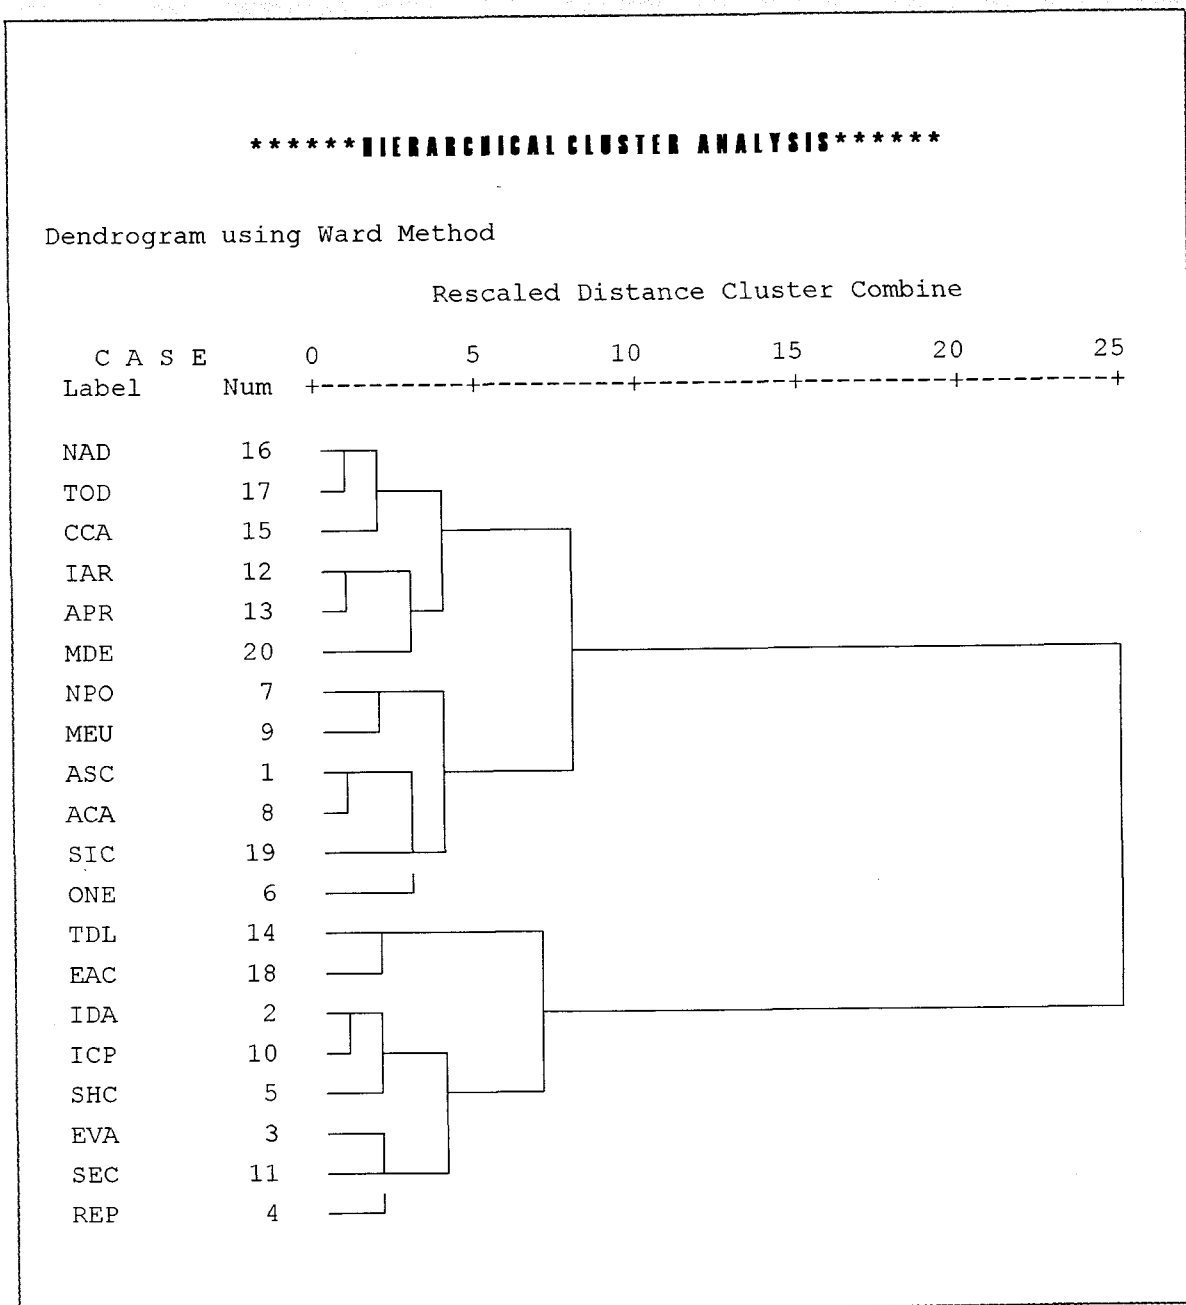 ******HIERARCHICAL CLUSTER ANALYSIS******
Dendrogram using Ward Method
Rescaled Distance Cluster Combine
C A S E 0 5 10 15 20 25
Label Num +---------+---------+---------+---------+---------+
NAD 16
TOD 17
CCA 15
IAR 12
APR 13
MDE 20
NPO 7
MEU 9
ASC 1
ACA 8
SIC 19
ONE 6
TDL 14
EAC 18
IDA 2
ICP 10
SHC 5
EVA 3
SEC 11
REP 4